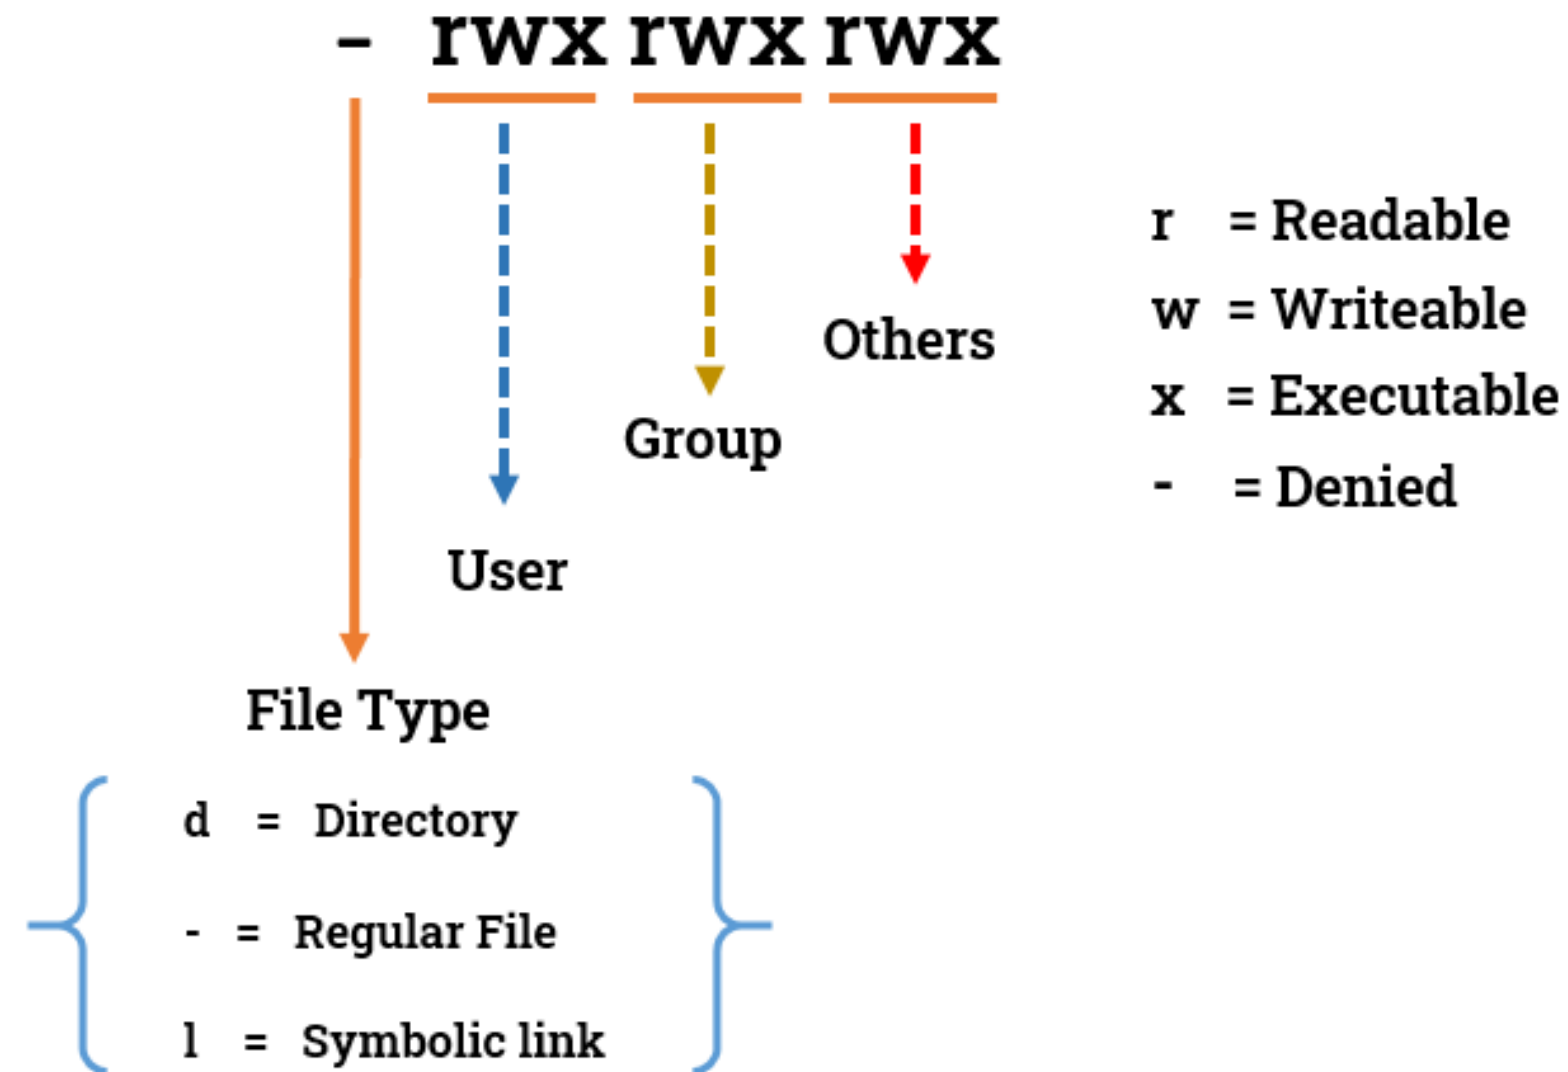 - rwx rwx rwx
r = Readable
w = Writeable
x = Executable
- = Denied
Others
Group
User
File Type
d = Directory
- = Regular File
l = Symbolic link